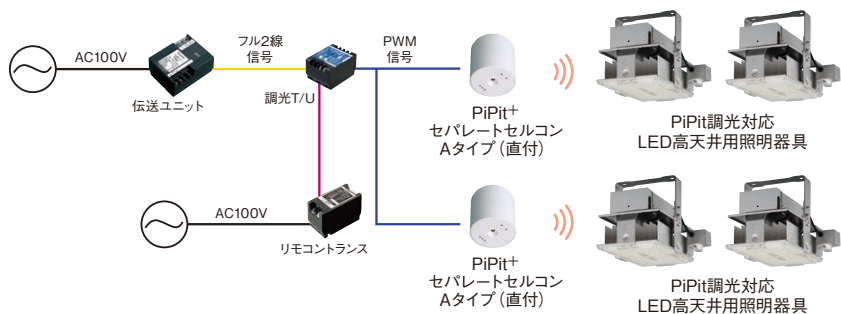 AC100V
伝送ユニット
フル2線
信号
調光T/U
PWM
信号
PiPit+
セパレートセルコン
Aタイプ(直付)
PiPit調光対応
LED高天井用照明器具
AC100V
リモコントランス
PiPit+
セパレートセルコン
Aタイプ(直付)
PiPit調光対応
LED高天井用照明器具